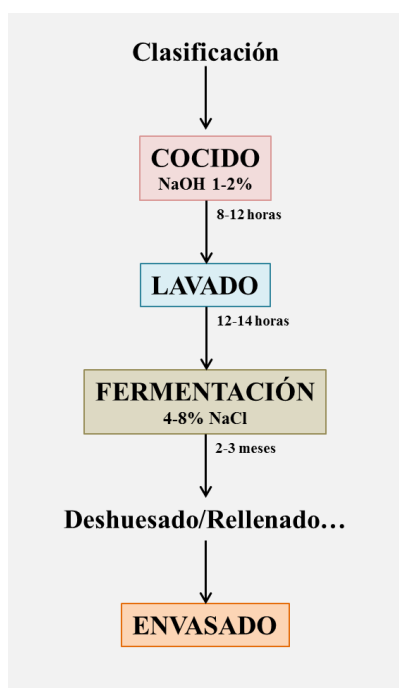 Clasificación
COCIDO
NaOH 1-2%
8-12 horas
LAVADO
12-14 horas
FERMENTACIÓN
4-8% NaCl
2-3 meses
Deshuesado/Rellenado…
ENVASADO